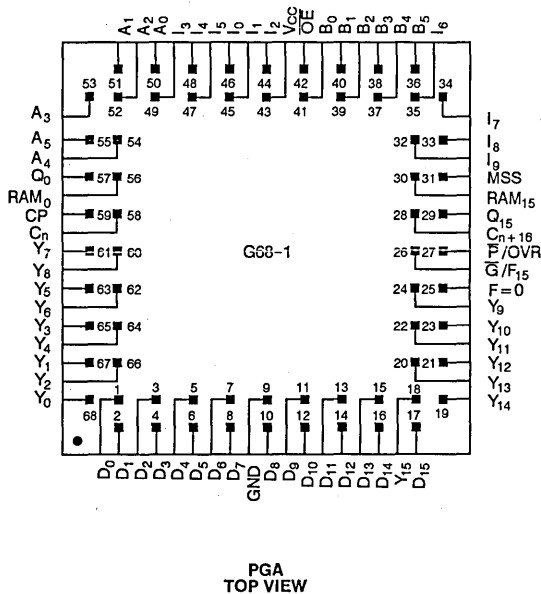 A1 A2 A0 I3 I4 I5 I0 I1 I2 VCC OE B0 B1 B2 B3 B4 B5 I6
53 51 50 48 46 44 42 40 38 36 34
52 49 47 45 43 41 39 37 35
A3 I7
A5 55 54 32 33 I8
A4 I9
Q0 57 56 30 31 MSS
RAM0 RAM15
CP 59 58 28 29 Q15
Cn Cn+16
Y7 61 60 G68-1 26 27 P/OVR
Y8 G/F15
Y5 63 62 24 25 F=0
Y6 Y9
Y3 65 64 22 23 Y10
Y4 Y11
Y1 67 66 20 21 Y12
Y2 Y13
Y0 1 3 5 7 9 11 13 15 18 Y14
68 2 4 6 8 10 12 14 16 17 19
D0 D1 D2 D3 D4 D5 D6 D7 GND D8 D9 D10 D11 D12 D13 D14 Y15 D15
PGA
TOP VIEW